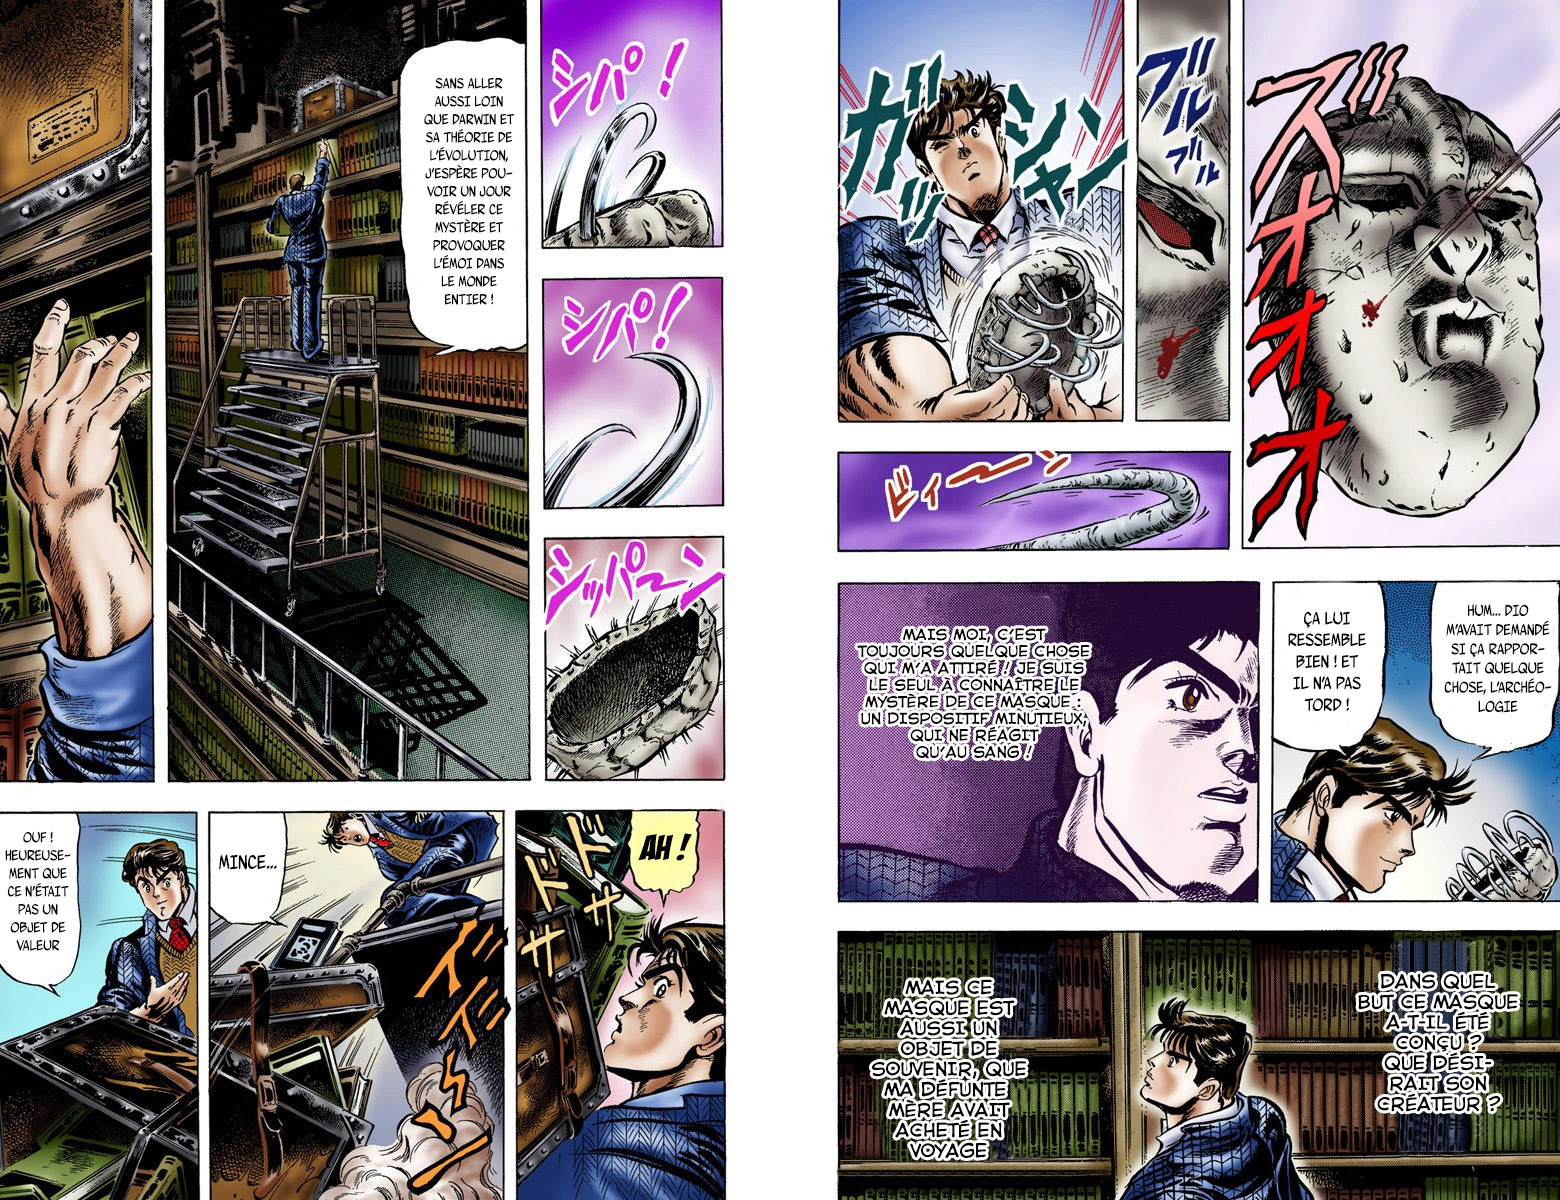 ズオオオオ
ブルブル
ガッシャン
ビィーン
HUM... DIO
M'AVAIT DEMANDÉ
SI ÇA RAPPOR-
TAIT QUELQUE
CHOSE, L'ARCHÉO-
LOGIE
ÇA LUI
RESSEMBLE
BIEN ! ET
IL N'A PAS
TORD !
MAIS MOI, C'EST
TOUJOURS QUELQUE CHOSE
QUI M'A ATTIRÉ ! JE SUIS
LE SEUL À CONNAÎTRE LE
MYSTÈRE DE CE MASQUE :
UN DISPOSITIF MINUTIEUX,
QUI NE RÉAGIT
QU'AU SANG !
DANS QUEL
BUT CE MASQUE
A-T-IL ÉTÉ
CONÇU ?
QUE DÉSI-
RAIT SON
CRÉATEUR ?
MAIS CE
MASQUE EST
AUSSI UN
OBJET DE
SOUVENIR, QUE
MA DÉFUNTE
MÈRE AVAIT
ACHETÉ EN
VOYAGE
シパ!
シパ!
シッパーン
SANS ALLER
AUSSI LOIN
QUE DARWIN ET
SA THÉORIE DE
L'ÉVOLUTION,
J'ESPÈRE POU-
VOIR UN JOUR
RÉVÉLER CE
MYSTÈRE ET
PROVOQUER
L'ÉMOI DANS
LE MONDE
ENTIER !
AH !
ドドドサササ
MINCE...
OUF !
HEUREUSE-
MENT QUE
CE N'ÉTAIT
PAS UN
OBJET DE
VALEUR